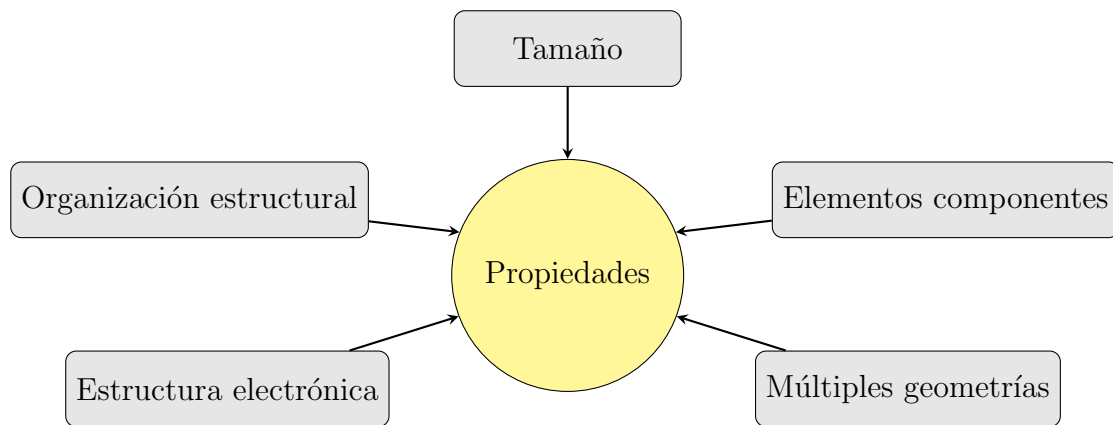 Tamaño
Organización estructural
Elementos componentes
Propiedades
Estructura electrónica
Múltiples geometrías